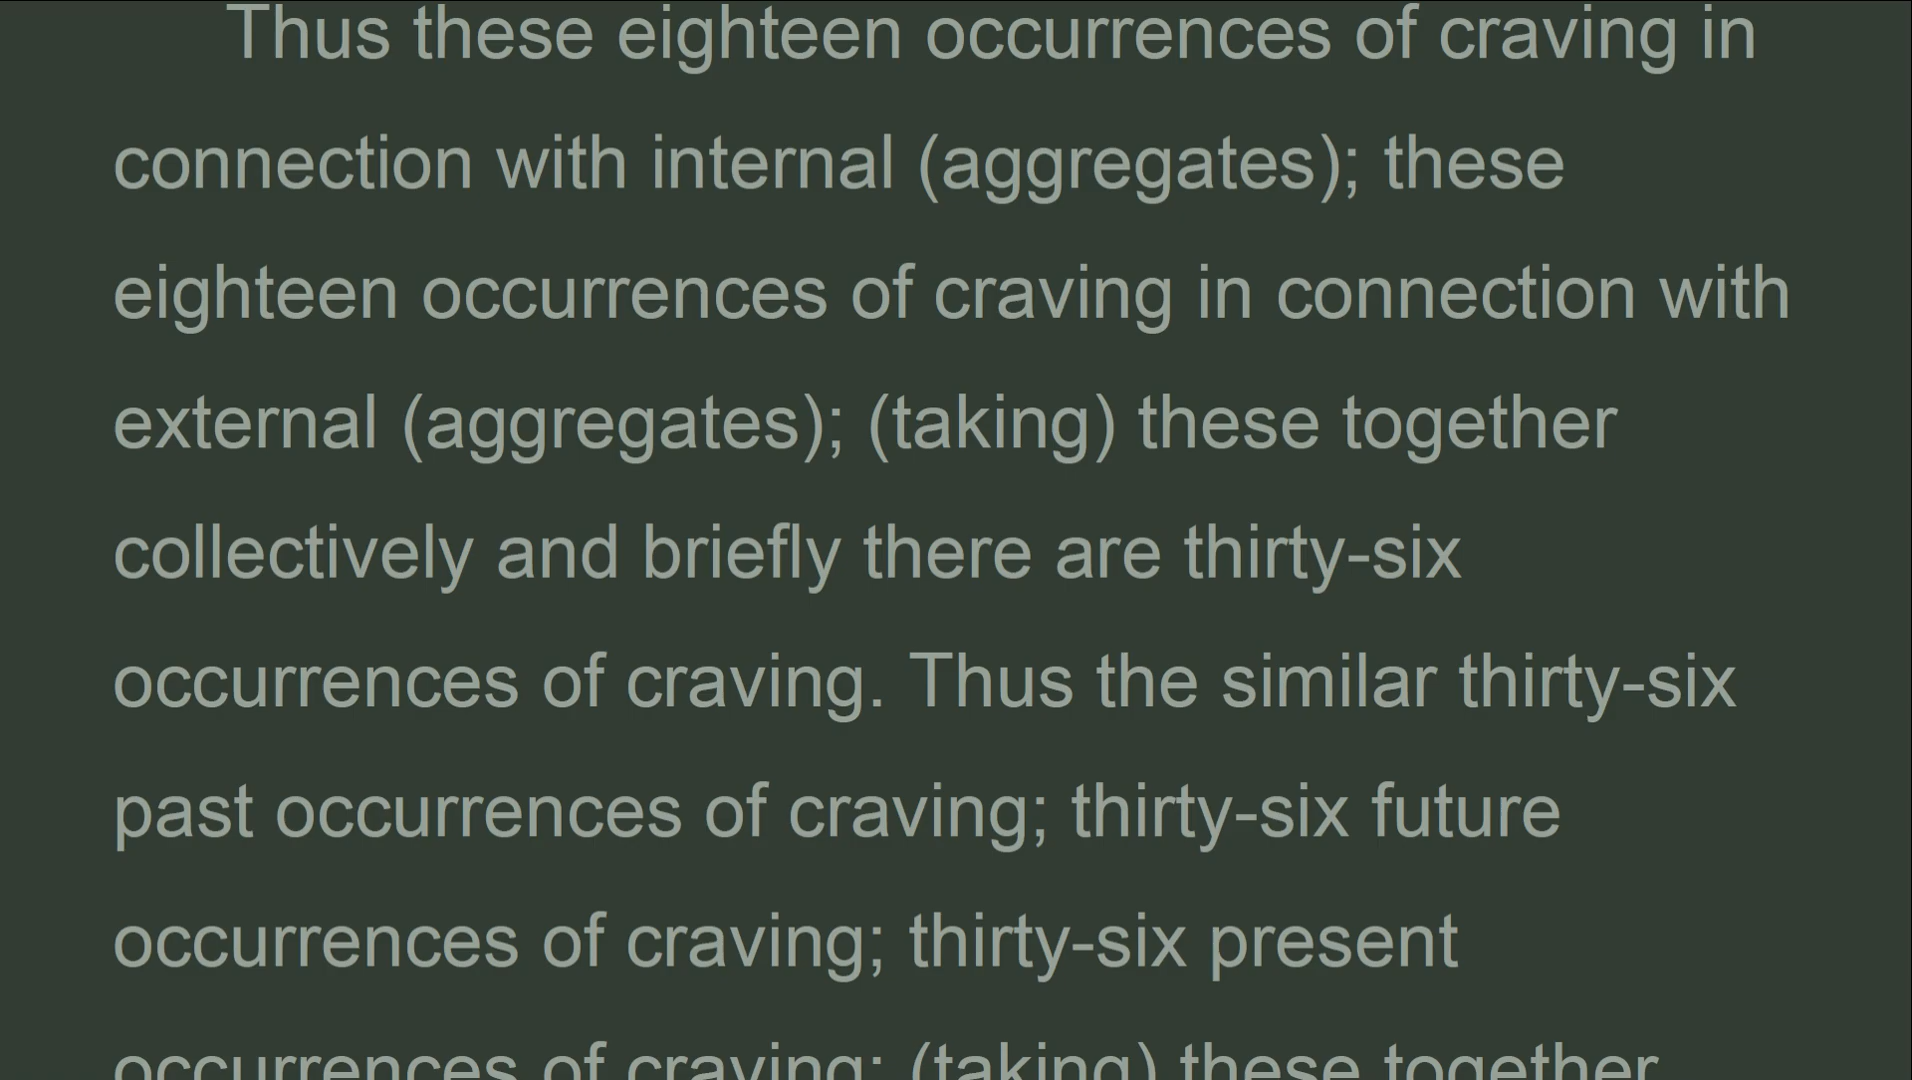 Thus these eighteen occurrences of craving in
connection with internal (aggregates); these
eighteen occurrences of craving in connection with
external (aggregates); (taking) these together
collectively and briefly there are thirty-six
occurrences of craving. Thus the similar thirty-six
past occurrences of craving; thirty-six future
occurrences of craving; thirty-six present
occurrences of craving; (taking) these together